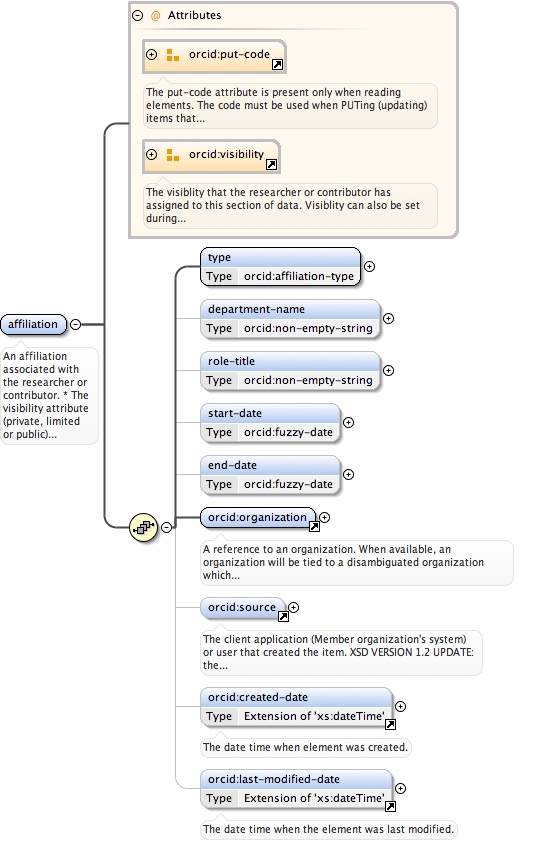 @ Attributes
orcid:put-code
The put-code attribute is present only when reading
elements. The code must be used when PUTing (updating)
items that...
orcid:visibility
The visiblity that the researcher or contributor has
assigned to this section of data. Visiblity can also be set
during...
affiliation
An affiliation
associated with
the researcher or
contributor. * The
visibility attribute
(private, limited
or public)...
type
Type orcid:affiliation-type
department-name
Type orcid:non-empty-string
role-title
Type orcid:non-empty-string
start-date
Type orcid:fuzzy-date
end-date
Type orcid:fuzzy-date
orcid:organization
A reference to an organization. When available, an
organization will be tied to a disambiguated organization
which...
orcid:source
The client application (Member organization's system)
or user that created the item. XSD VERSION 1.2 UPDATE:
the...
orcid:created-date
Type Extension of 'xs:dateTime'
The date time when element was created.
orcid:last-modified-date
Type Extension of 'xs:dateTime'
The date time when the element was last modified.